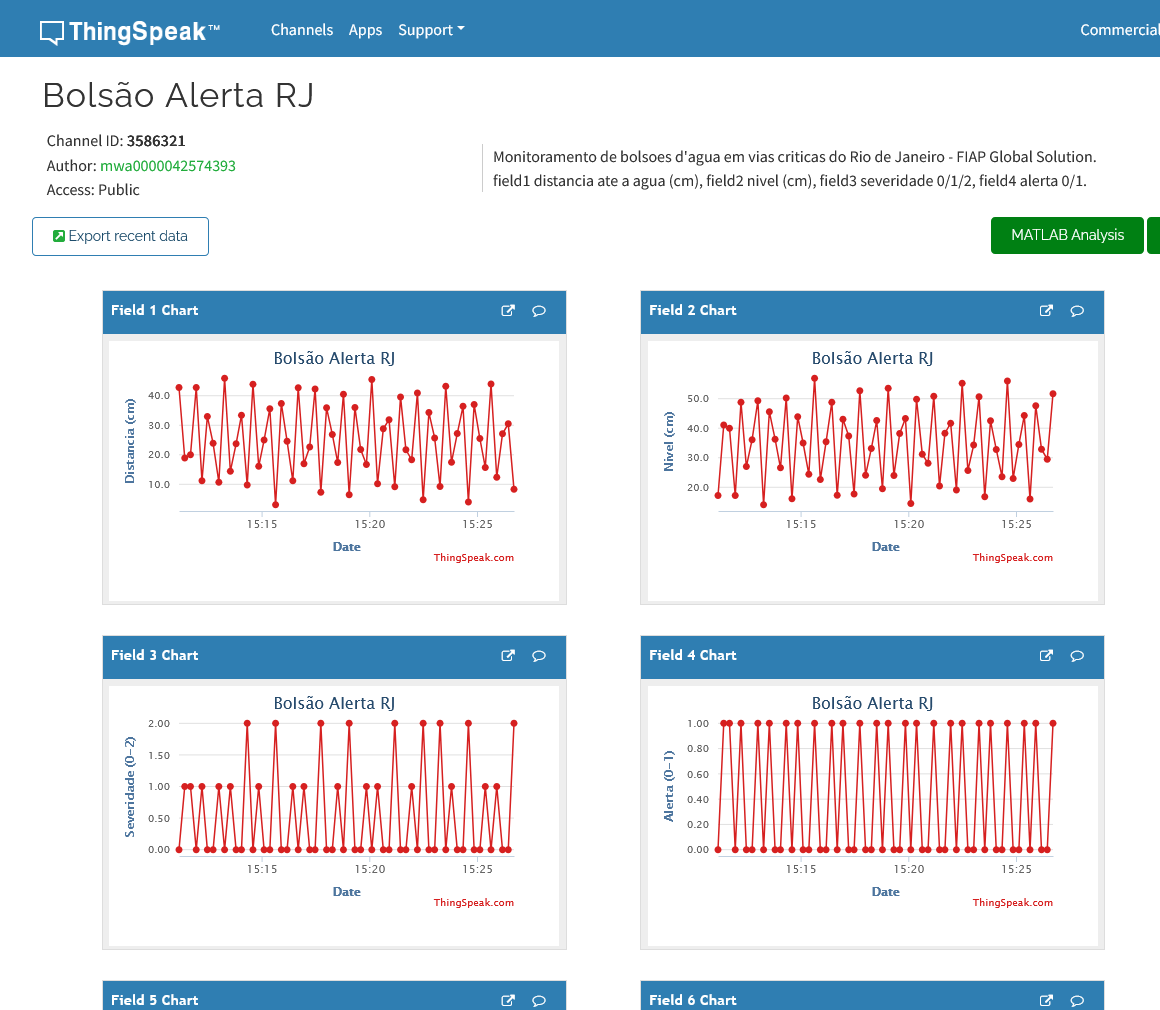 ThingSpeak™ Channels Apps Support Commercial
Bolsão Alerta RJ
Channel ID: 3586321
Author: mwa0000042574393
Access: Public
Monitoramento de bolsoes d'agua em vias criticas do Rio de Janeiro - FIAP Global Solution.
field1 distancia ate a agua (cm), field2 nivel (cm), field3 severidade 0/1/2, field4 alerta 0/1.
Export recent data
MATLAB Analysis
Field 1 Chart
Bolsão Alerta RJ
Distancia (cm)
40.0
30.0
20.0
10.0
15:15 15:20 15:25
Date
ThingSpeak.com
Field 2 Chart
Bolsão Alerta RJ
Nivel (cm)
50.0
40.0
30.0
20.0
15:15 15:20 15:25
Date
ThingSpeak.com
Field 3 Chart
Bolsão Alerta RJ
Severidade (0-2)
2.00
1.50
1.00
0.50
0.00
15:15 15:20 15:25
Date
ThingSpeak.com
Field 4 Chart
Bolsão Alerta RJ
Alerta (0-1)
1.00
0.80
0.60
0.40
0.20
0.00
15:15 15:20 15:25
Date
ThingSpeak.com
Field 5 Chart
Field 6 Chart